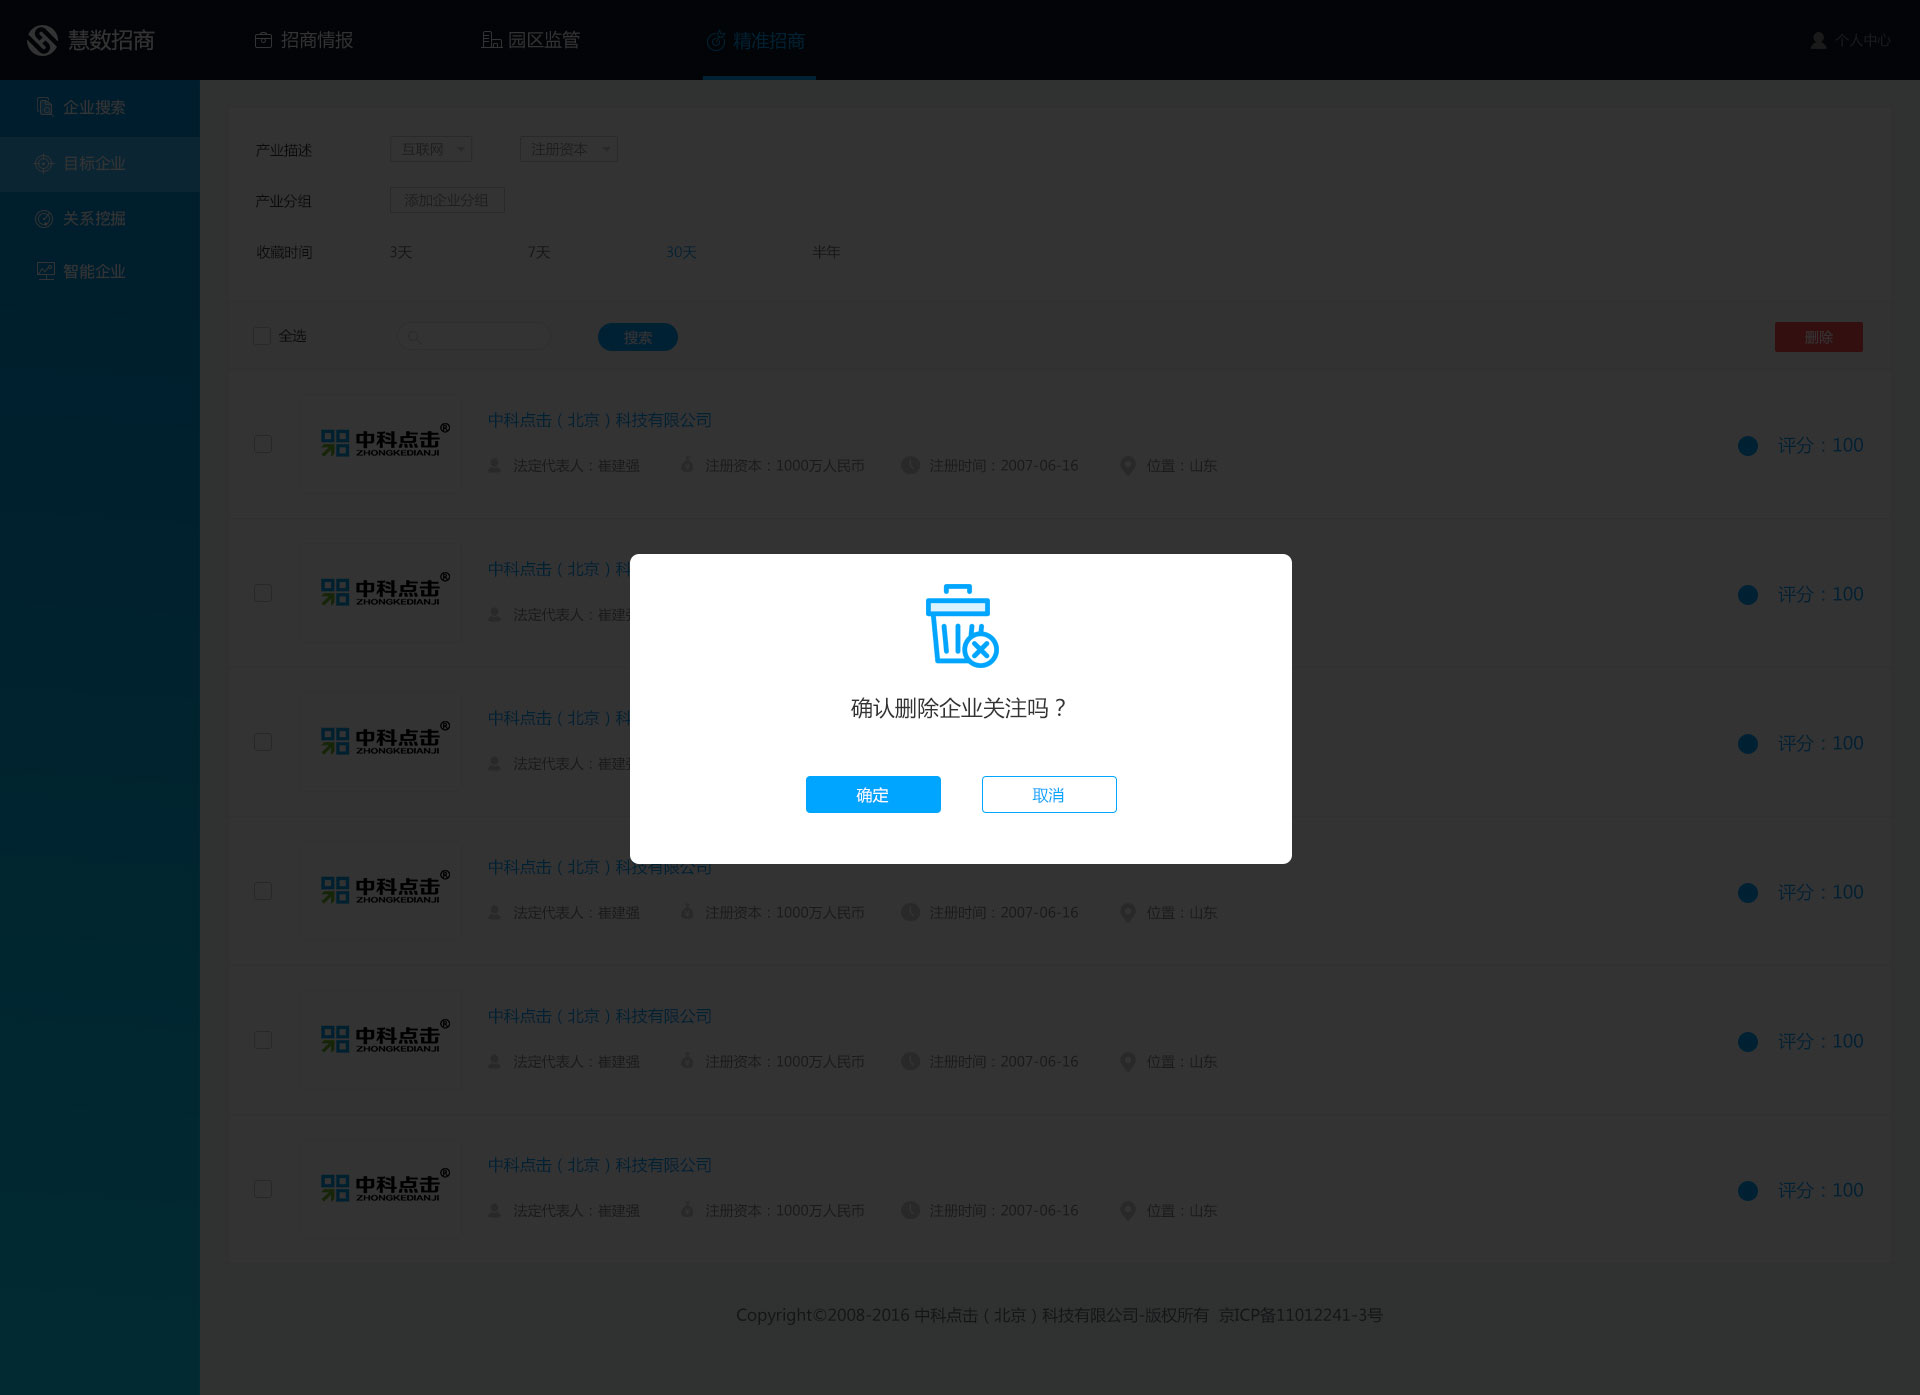 慧数招商
招商情报
园区监管
精准招商
个人中心
企业搜索
目标企业
关系挖掘
智能企业
产业描述 互联网 注册资本
产业分组 添加企业分组
收藏时间 3天 7天 30天 半年
全选 搜索 删除
中科点击®
ZHONGKEDIANJI
中科点击（北京）科技有限公司
法定代表人：崔建强 注册资本：1000万人民币 注册时间：2007-06-16 位置：山东
评分：100
中科点击®
ZHONGKEDIANJI
中科点击（北京）科
法定代表人：崔建
评分：100
中科点击®
ZHONGKEDIANJI
中科点击（北京）科
法定代表人：崔建
评分：100
确认删除企业关注吗？
确定 取消
中科点击®
ZHONGKEDIANJI
中科点击（北京）科技有限公司
法定代表人：崔建强 注册资本：1000万人民币 注册时间：2007-06-16 位置：山东
评分：100
中科点击®
ZHONGKEDIANJI
中科点击（北京）科技有限公司
法定代表人：崔建强 注册资本：1000万人民币 注册时间：2007-06-16 位置：山东
评分：100
中科点击®
ZHONGKEDIANJI
中科点击（北京）科技有限公司
法定代表人：崔建强 注册资本：1000万人民币 注册时间：2007-06-16 位置：山东
评分：100
Copyright©2008-2016 中科点击（北京）科技有限公司-版权所有 京ICP备11012241-3号